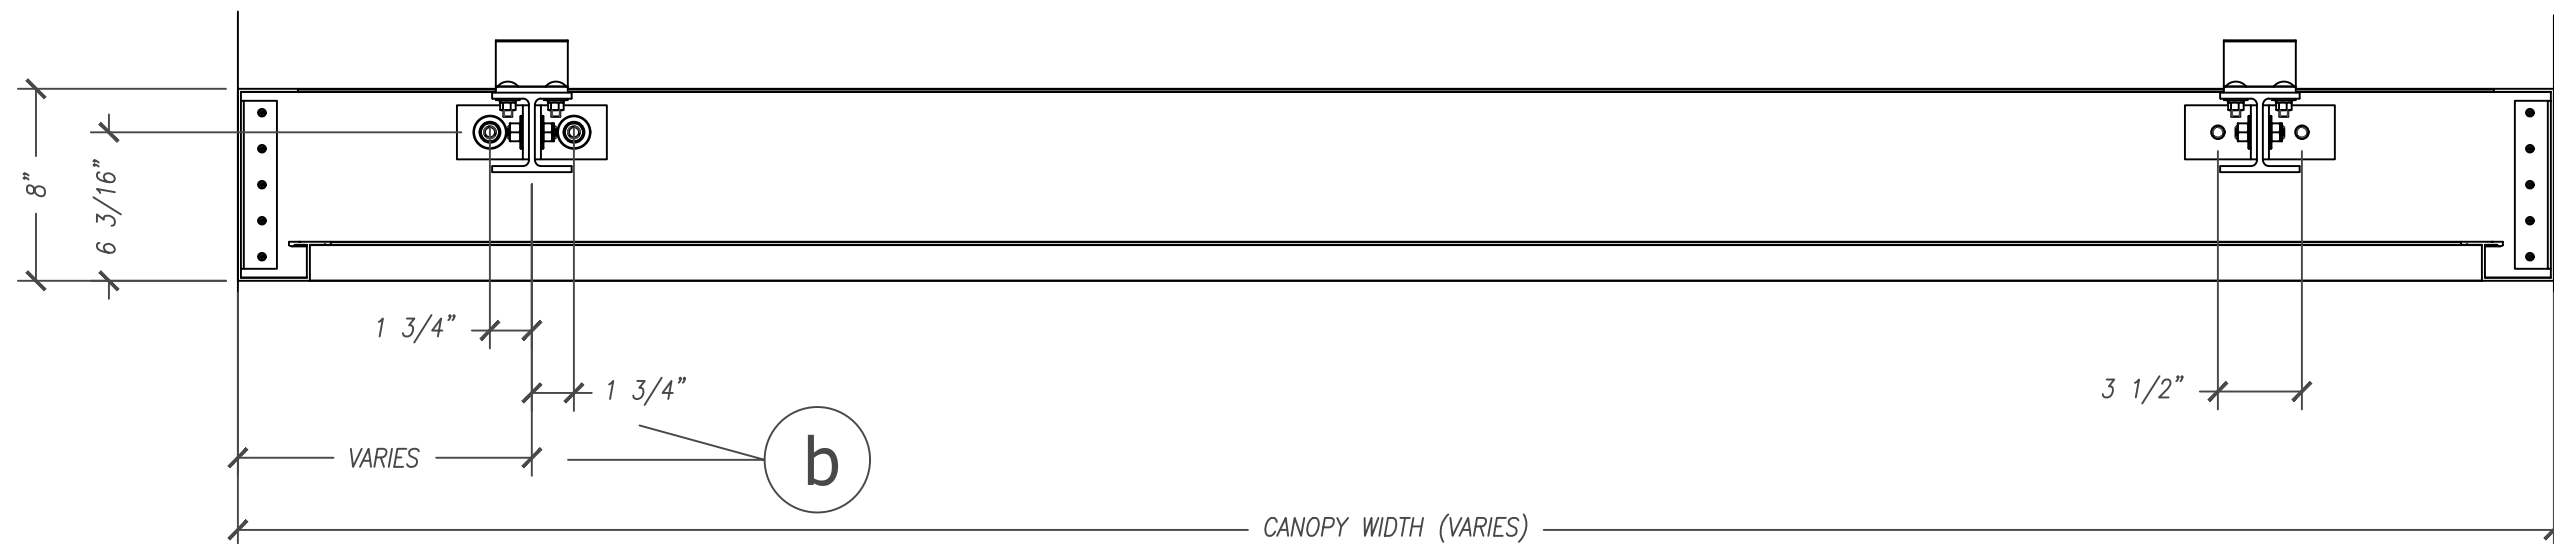 8"
6 3/16"
1 3/4"
1 3/4"
3 1/2"
VARIES
b
CANOPY WIDTH (VARIES)